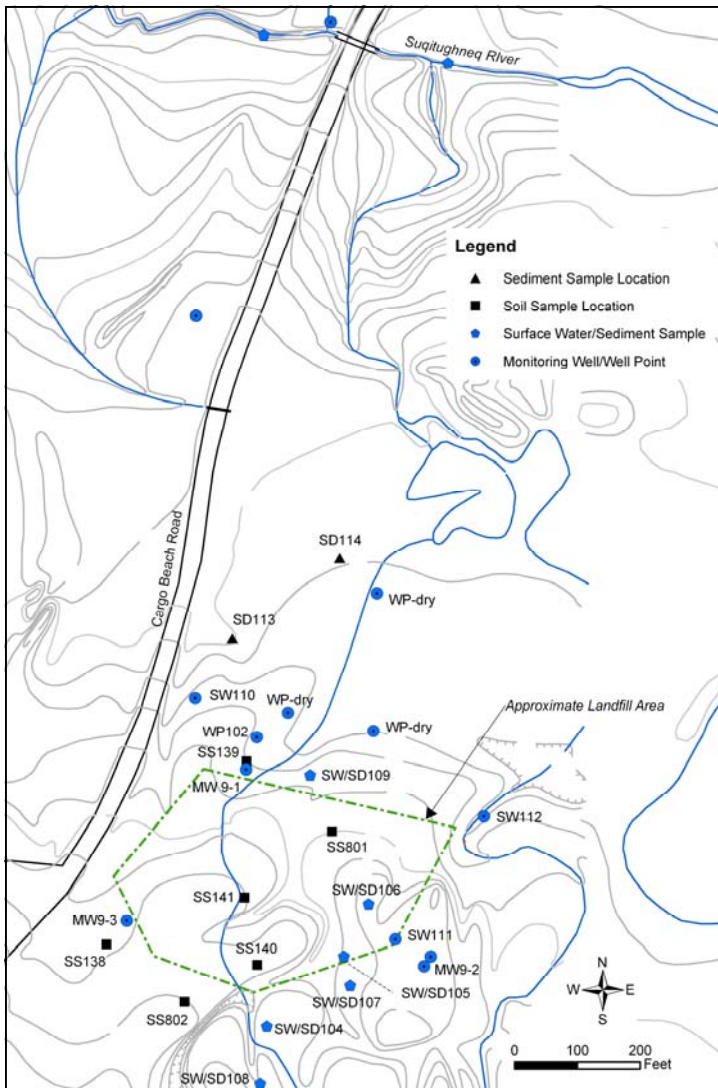 Suqitughneq River
Legend
Sediment Sample Location
Soil Sample Location
Surface Water/Sediment Sample
Monitoring Well/Well Point
Cargo Beach Road
SD114
WP-dry
SD113
SW110
WP-dry
Approximate Landfill Area
WP102
WP-dry
SS139
MW 9-1
SW/SD109
SW112
SS801
SS141
SW/SD106
MW9-3
SW111
SS138
SS140
MW9-2
SW/SD105
SW/SD107
SS802
SW/SD104
SW/SD108
N
W E
S
0 100 200
Feet